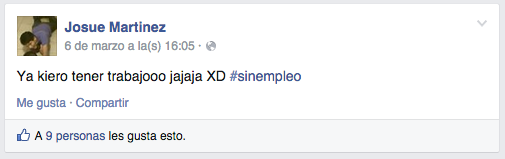 Josue Martinez
6 de marzo a la(s) 16:05 ·
Ya kiero tener trabajooo jajaja XD #sinempleo
Me gusta · Compartir
A 9 personas les gusta esto.